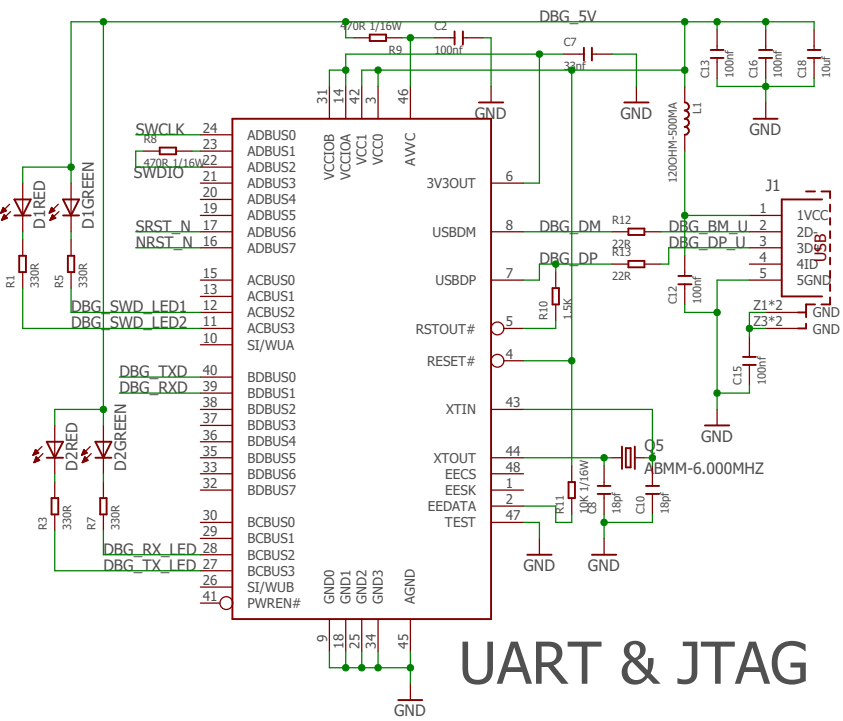 DBG_5V
470R 1/16W
R9
C2
100nf
C7
33nf
C13
100nf
C16
100nf
C18
10uf
GND
GND
GND
31
14
42
3
46
VCCIOB
VCCIOA
VCC1
VCC0
AVVC
L1
120OHM-500MA
SWCLK
24
ADBUS0
R8
23
ADBUS1
470R 1/16W
22
ADBUS2
SWDIO
21
ADBUS3
20
ADBUS4
19
ADBUS5
SRST_N
17
ADBUS6
NRST_N
16
ADBUS7
3V3OUT
6
USBDM
8
DBG_DM
R12
22R
DBG_BM_U
USBDP
7
DBG_DP
R13
22R
DBG_DP_U
J1
1
1VCC
2
2D-
3
3D+
4
4ID
5
5GND
USB
D1RED
D1GREEN
R1
330R
R5
330R
15
ACBUS0
13
ACBUS1
DBG_SWD_LED1
12
ACBUS2
DBG_SWD_LED2
11
ACBUS3
10
SI/WUA
R10
1.5K
C12
100nf
Z1*2
GND
Z3*2
GND
RSTOUT#
5
RESET#
4
C15
100nf
DBG_TXD
40
BDBUS0
DBG_RXD
39
BDBUS1
38
BDBUS2
37
BDBUS3
36
BDBUS4
35
BDBUS5
33
BDBUS6
32
BDBUS7
XTIN
43
GND
XTOUT
44
Q5
ABMM-6.000MHZ
EECS
48
EESK
1
EEDATA
2
TEST
47
R11
10K 1/16W
C8
18pf
C10
18pf
D2RED
D2GREEN
R3
330R
R7
330R
30
BCBUS0
29
BCBUS1
DBG_RX_LED
28
BCBUS2
DBG_TX_LED
27
BCBUS3
26
SI/WUB
41
PWREN#
GND
GND
GND0
GND1
GND2
GND3
AGND
9
18
25
34
45
GND
UART & JTAG